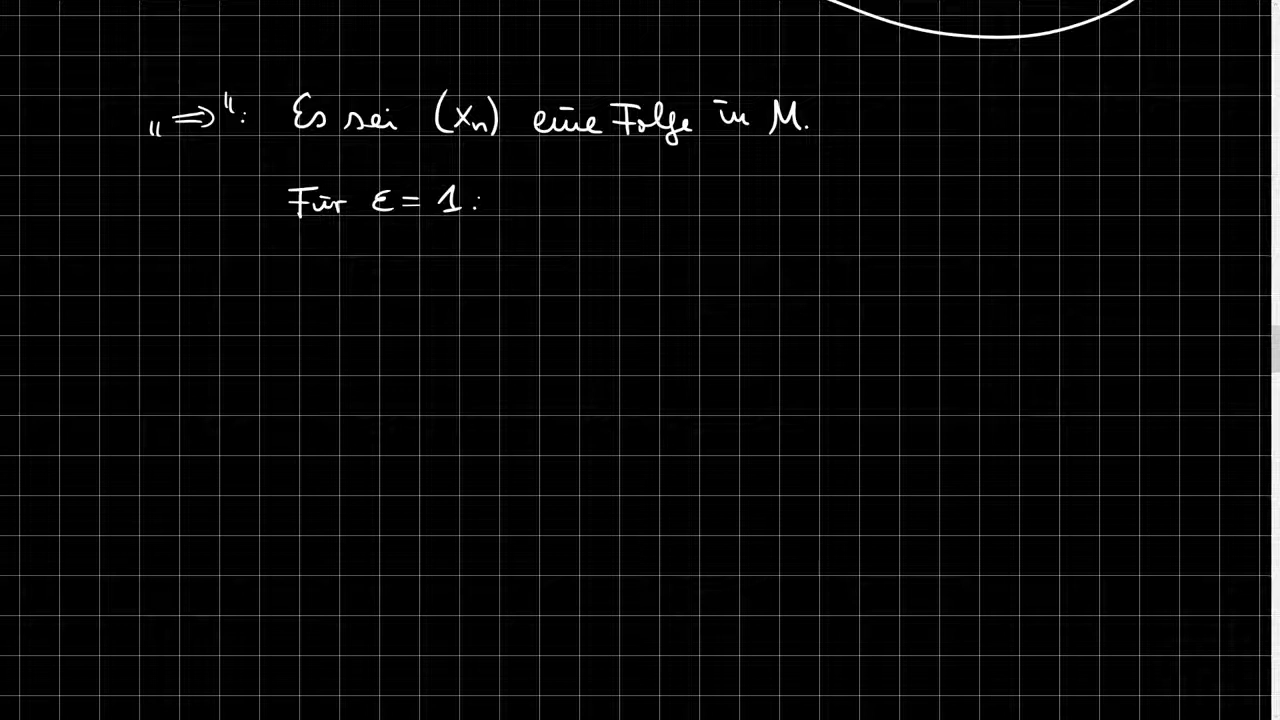 „⇒“: Es sei (xₙ) eine Folge in M.
Für ε = 1: